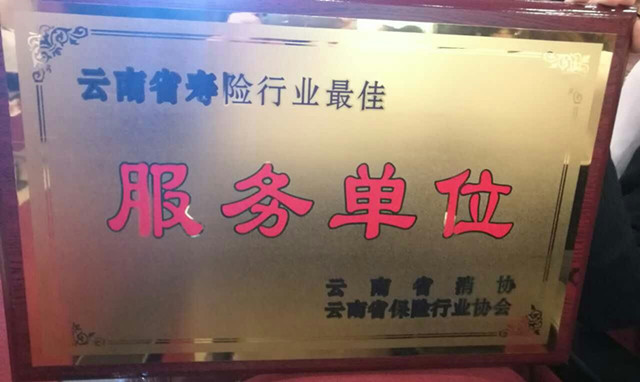 云南省寿险行业最佳
服务单位
云南省消协
云南省保险行业协会